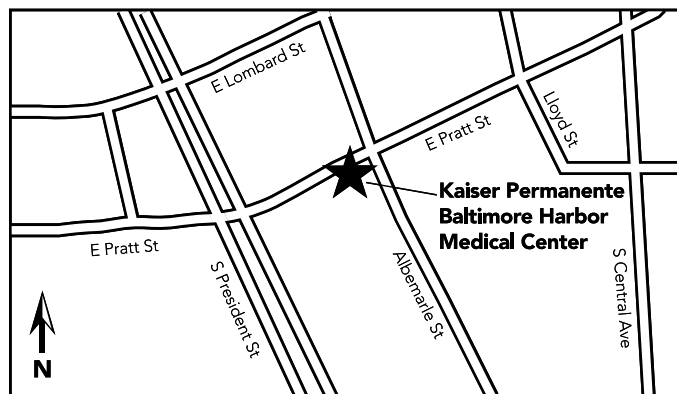 E Lombard St
Lloyd St
E Pratt St
Kaiser Permanente
Baltimore Harbor
Medical Center
E Pratt St
S President St
Albemarle St
S Central Ave
N